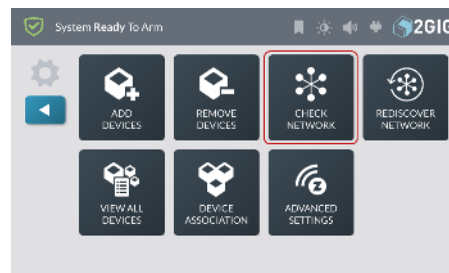 System Ready To Arm
2GIG
ADD
DEVICES
REMOVE
DEVICES
CHECK
NETWORK
REDISCOVER
NETWORK
VIEW ALL
DEVICES
DEVICE
ASSOCIATION
Z
ADVANCED
SETTINGS